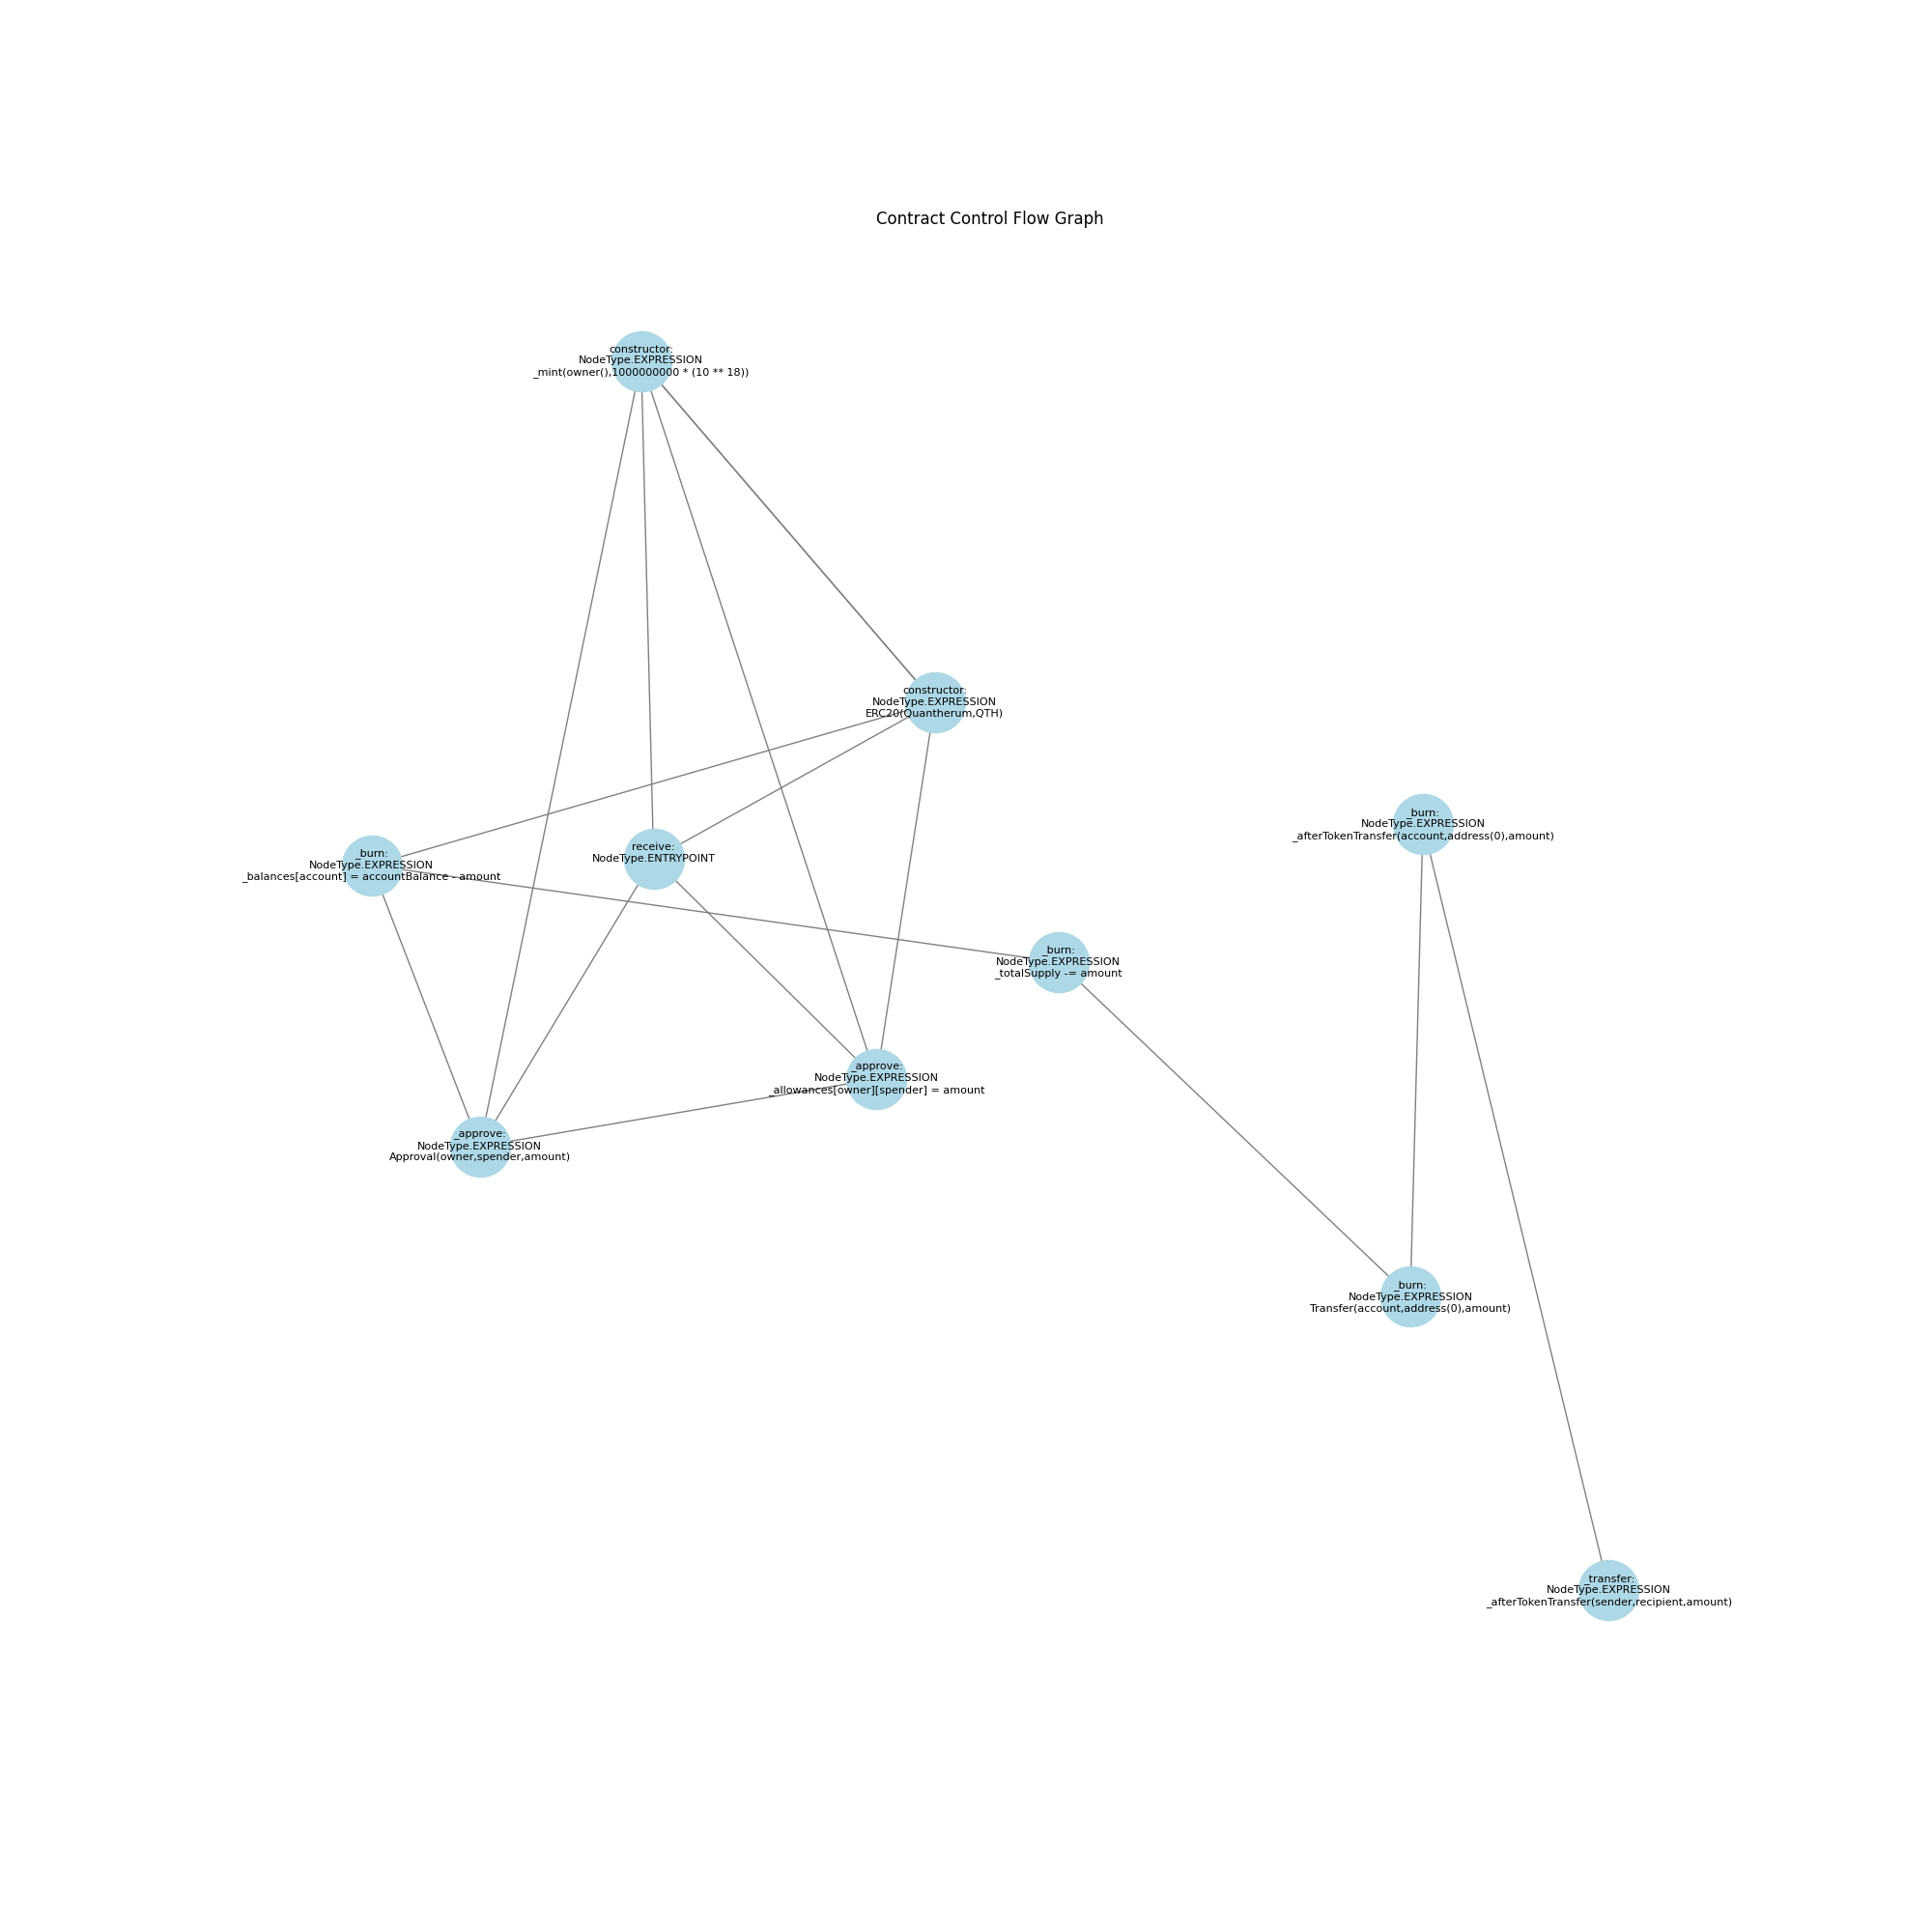 Contract Control Flow Graph
constructor:
NodeType.EXPRESSION
_mint(owner(),1000000000 * (10 ** 18))
constructor:
NodeType.EXPRESSION
ERC20(Quantherum,QTH)
_burn:
NodeType.EXPRESSION
_afterTokenTransfer(account,address(0),amount)
_burn:
NodeType.EXPRESSION
_balances[account] = accountBalance - amount
receive:
NodeType.ENTRYPOINT
_burn:
NodeType.EXPRESSION
_totalSupply -= amount
_approve:
NodeType.EXPRESSION
_allowances[owner][spender] = amount
_approve:
NodeType.EXPRESSION
Approval(owner,spender,amount)
_burn:
NodeType.EXPRESSION
Transfer(account,address(0),amount)
_transfer:
NodeType.EXPRESSION
_afterTokenTransfer(sender,recipient,amount)